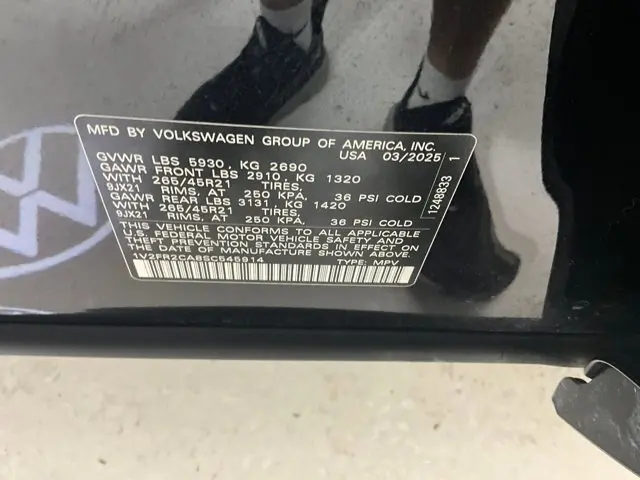 MFD BY VOLKSWAGEN GROUP OF AMERICA, INC.
USA 03/2025
GVWR LBS 5930, KG 2690
GAWR FRONT LBS 2910, KG 1320
WITH 265/45R21 TIRES,
9JX21 RIMS, AT 250 KPA, 36 PSI COLD
GAWR REAR LBS 3131, KG 1420
WITH 265/45R21 TIRES,
9JX21 RIMS, AT 250 KPA, 36 PSI COLD
THIS VEHICLE CONFORMS TO ALL APPLICABLE
U.S. FEDERAL MOTOR VEHICLE SAFETY AND
THEFT PREVENTION STANDARDS IN EFFECT ON
THE DATE OF MANUFACTURE SHOWN ABOVE.
1V2FR2CA8SC545914
TYPE: MPV
1248833 1